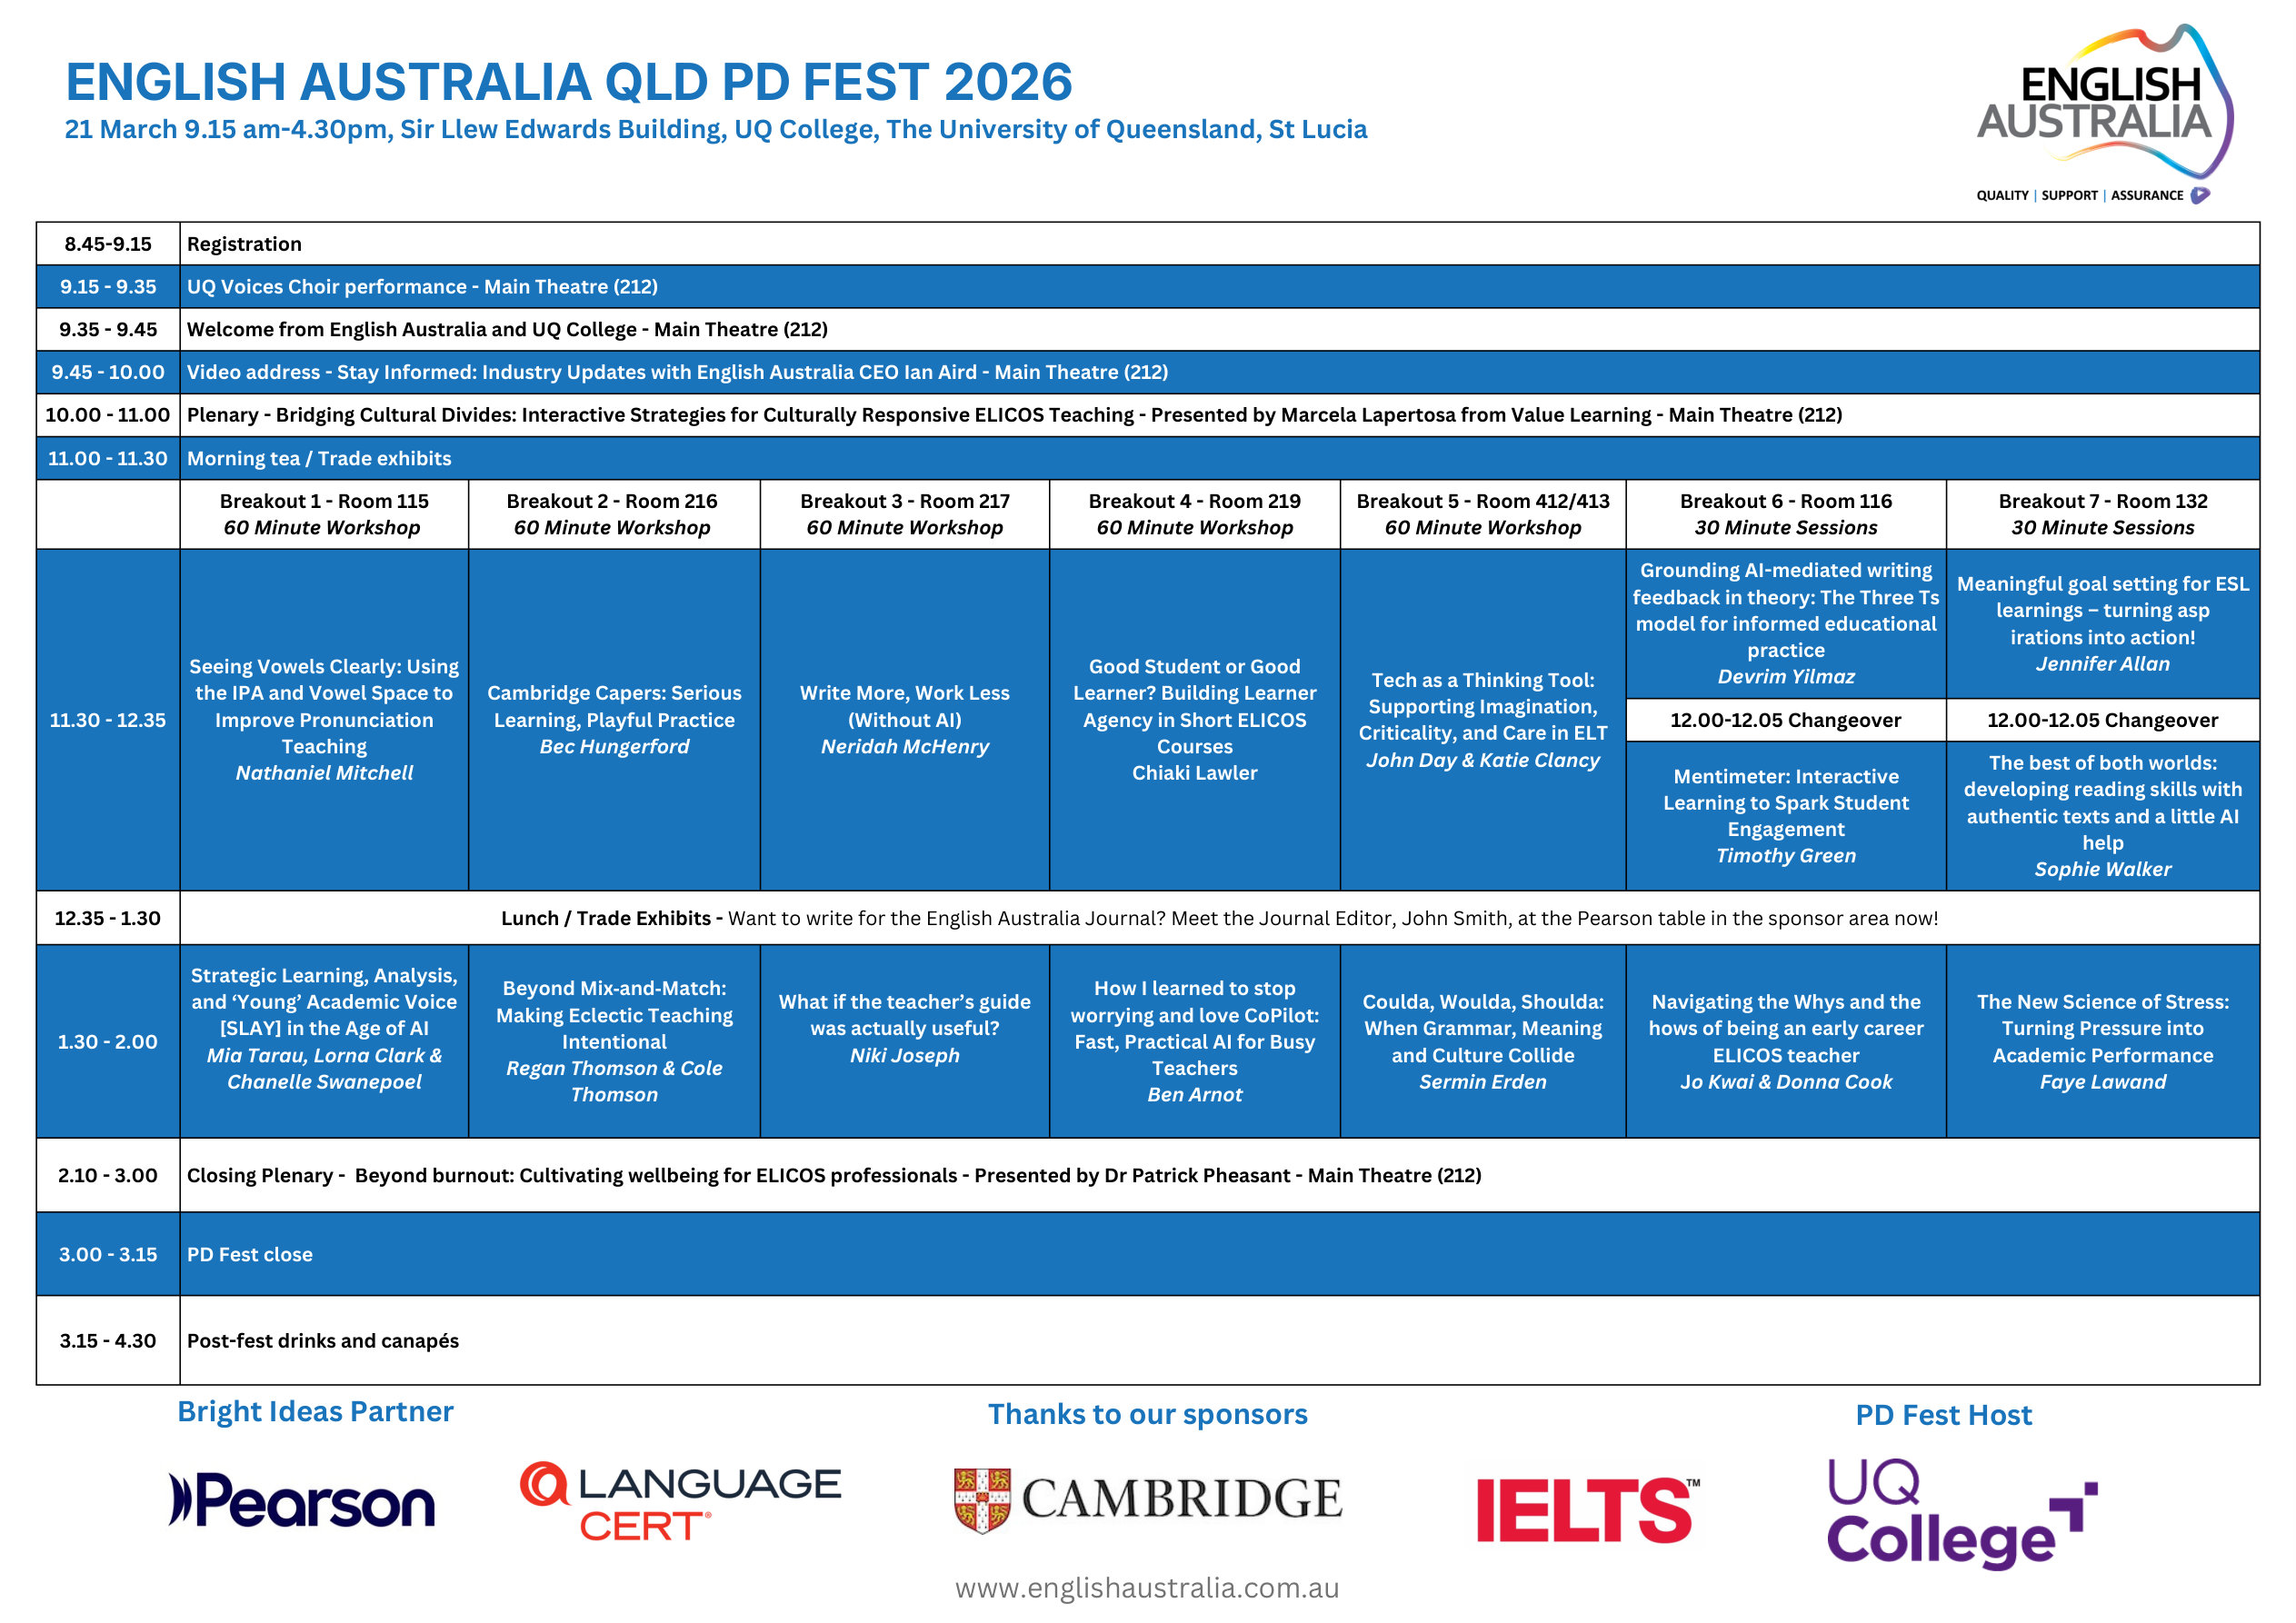 ENGLISH AUSTRALIA QLD PD FEST 2026
21 March 9.15 am-4.30pm, Sir Llew Edwards Building, UQ College, The University of Queensland, St Lucia
ENGLISH
AUSTRALIA
QUALITY | SUPPORT | ASSURANCE
8.45-9.15
Registration
9.15 - 9.35
UQ Voices Choir performance - Main Theatre (212)
9.35 - 9.45
Welcome from English Australia and UQ College - Main Theatre (212)
9.45 - 10.00
Video address - Stay Informed: Industry Updates with English Australia CEO Ian Aird - Main Theatre (212)
10.00 - 11.00
Plenary - Bridging Cultural Divides: Interactive Strategies for Culturally Responsive ELICOS Teaching - Presented by Marcela Lapertosa from Value Learning - Main Theatre (212)
11.00 - 11.30
Morning tea / Trade exhibits
Breakout 1 - Room 115
60 Minute Workshop
Breakout 2 - Room 216
60 Minute Workshop
Breakout 3 - Room 217
60 Minute Workshop
Breakout 4 - Room 219
60 Minute Workshop
Breakout 5 - Room 412/413
60 Minute Workshop
Breakout 6 - Room 116
30 Minute Sessions
Breakout 7 - Room 132
30 Minute Sessions
11.30 - 12.35
Seeing Vowels Clearly: Using
the IPA and Vowel Space to
Improve Pronunciation
Teaching
Nathaniel Mitchell
Cambridge Capers: Serious
Learning, Playful Practice
Bec Hungerford
Write More, Work Less
(Without AI)
Neridah McHenry
Good Student or Good
Learner? Building Learner
Agency in Short ELICOS
Courses
Chiaki Lawler
Tech as a Thinking Tool:
Supporting Imagination,
Criticality, and Care in ELT
John Day & Katie Clancy
Grounding AI-mediated writing
feedback in theory: The Three Ts
model for informed educational
practice
Devrim Yilmaz
12.00-12.05 Changeover
Mentimeter: Interactive
Learning to Spark Student
Engagement
Timothy Green
Meaningful goal setting for ESL
learnings – turning asp
irations into action!
Jennifer Allan
12.00-12.05 Changeover
The best of both worlds:
developing reading skills with
authentic texts and a little AI
help
Sophie Walker
12.35 - 1.30
Lunch / Trade Exhibits - Want to write for the English Australia Journal? Meet the Journal Editor, John Smith, at the Pearson table in the sponsor area now!
1.30 - 2.00
Strategic Learning, Analysis,
and ‘Young’ Academic Voice
[SLAY] in the Age of AI
Mia Tarau, Lorna Clark &
Chanelle Swanepoel
Beyond Mix-and-Match:
Making Eclectic Teaching
Intentional
Regan Thomson & Cole
Thomson
What if the teacher’s guide
was actually useful?
Niki Joseph
How I learned to stop
worrying and love CoPilot:
Fast, Practical AI for Busy
Teachers
Ben Arnot
Coulda, Woulda, Shoulda:
When Grammar, Meaning
and Culture Collide
Sermin Erden
Navigating the Whys and the
hows of being an early career
ELICOS teacher
Jo Kwai & Donna Cook
The New Science of Stress:
Turning Pressure into
Academic Performance
Faye Lawand
2.10 - 3.00
Closing Plenary - Beyond burnout: Cultivating wellbeing for ELICOS professionals - Presented by Dr Patrick Pheasant - Main Theatre (212)
3.00 - 3.15
PD Fest close
3.15 - 4.30
Post-fest drinks and canapés
Bright Ideas Partner
Thanks to our sponsors
PD Fest Host
Pearson
LANGUAGE
CERT®
CAMBRIDGE
IELTS™
UQ
College
www.englishaustralia.com.au